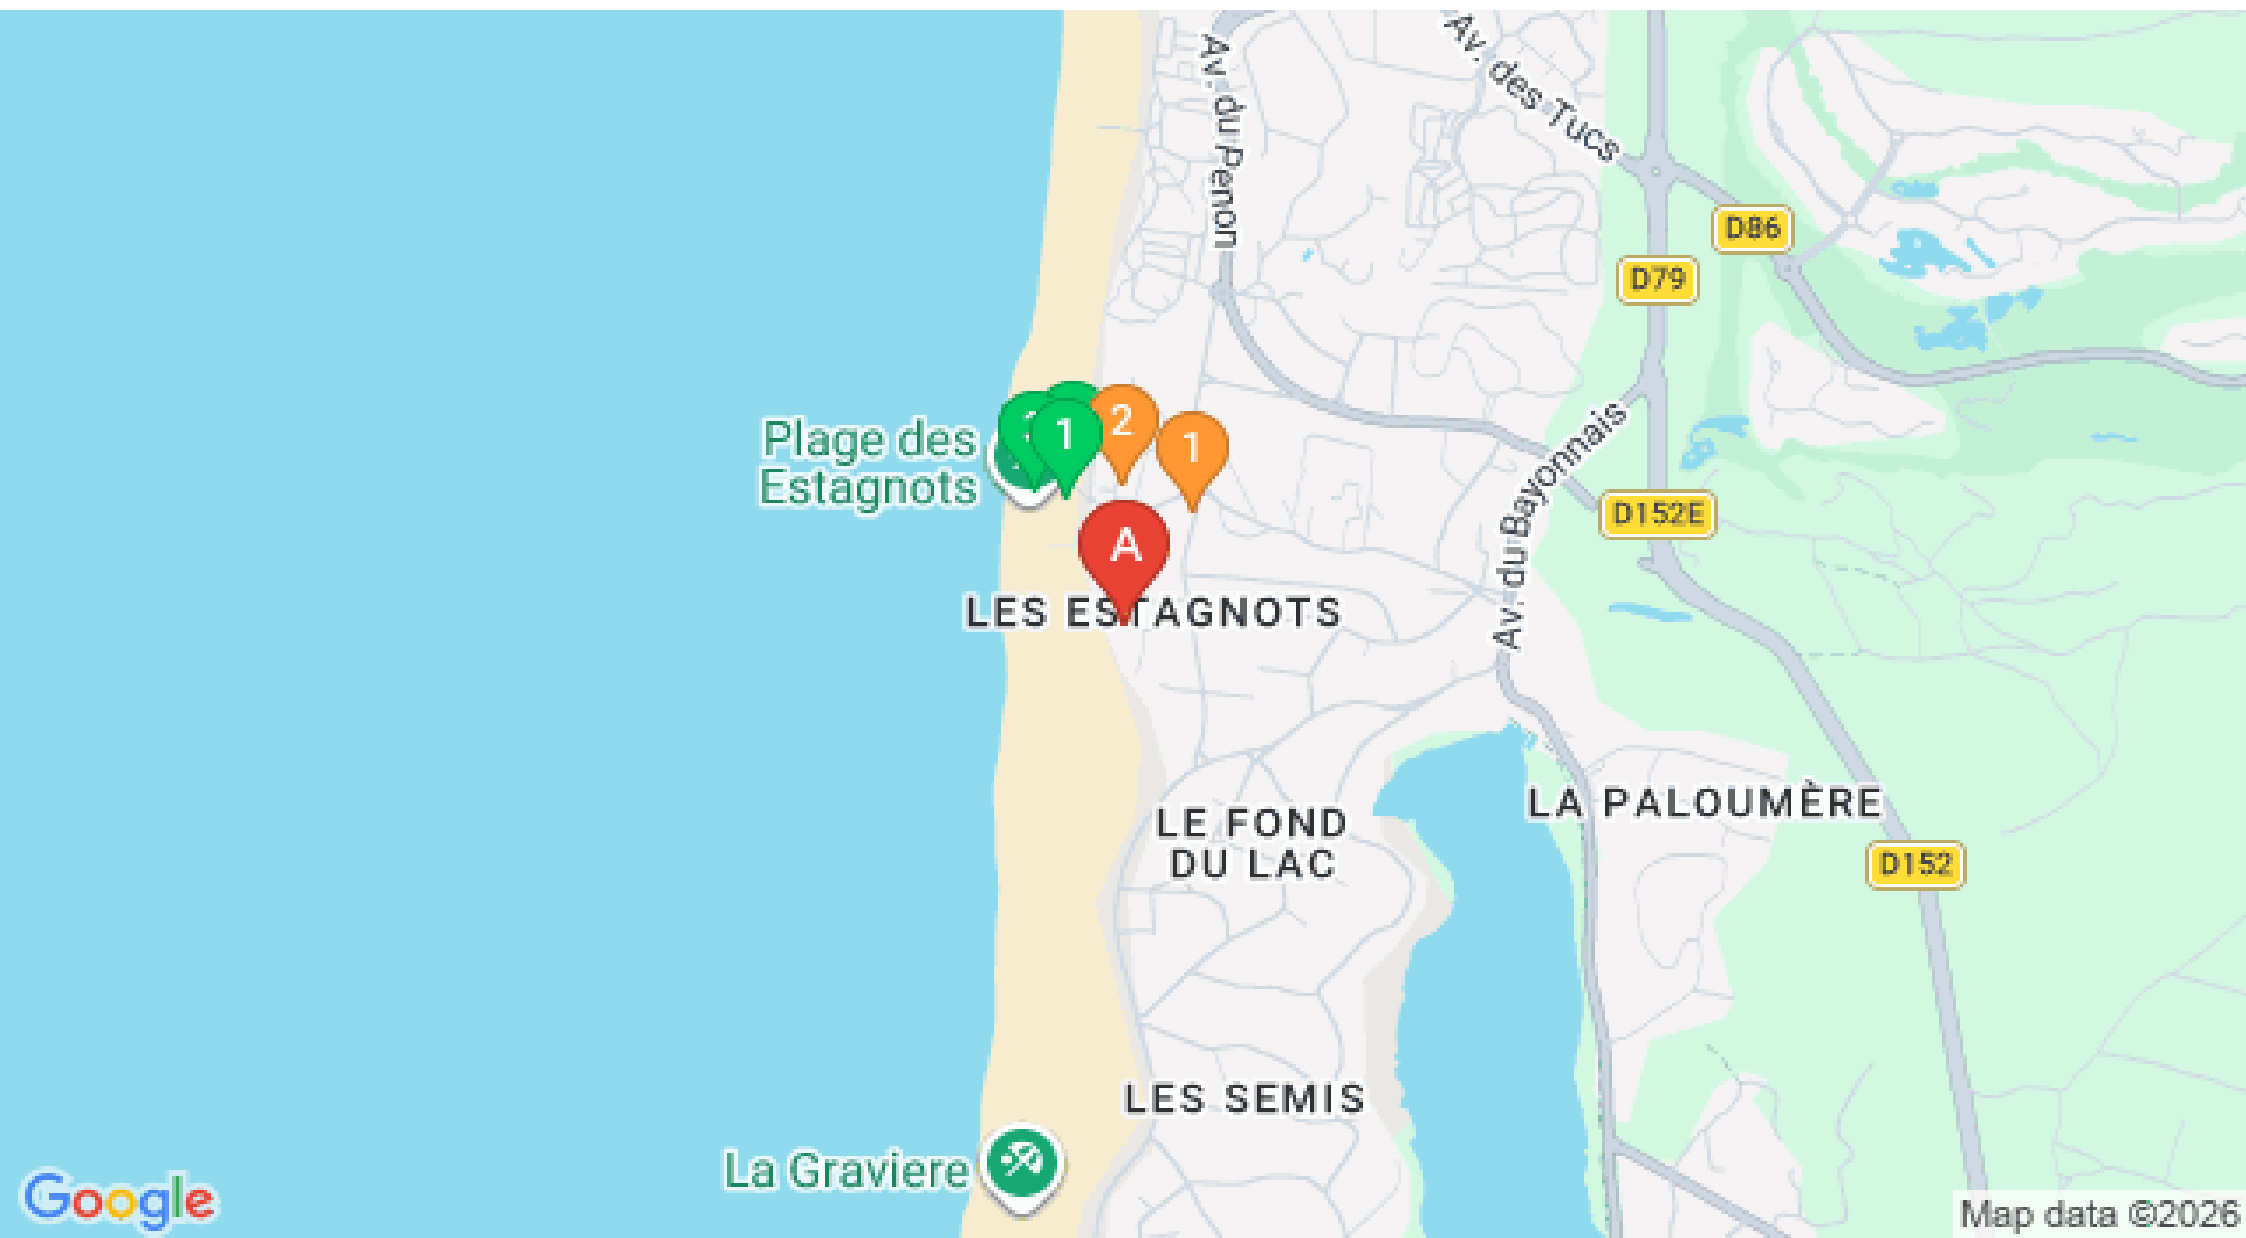 Av. du Penon
Av. des Tucs
D86
D79
Plage des
Estagnots
1
2
1
Av. du Bayonnais
D152E
A
LES ESTAGNOTS
LE FOND
DU LAC
LA PALOUMÈRE
D152
LES SEMIS
La Graviere
Google
Map data ©2026